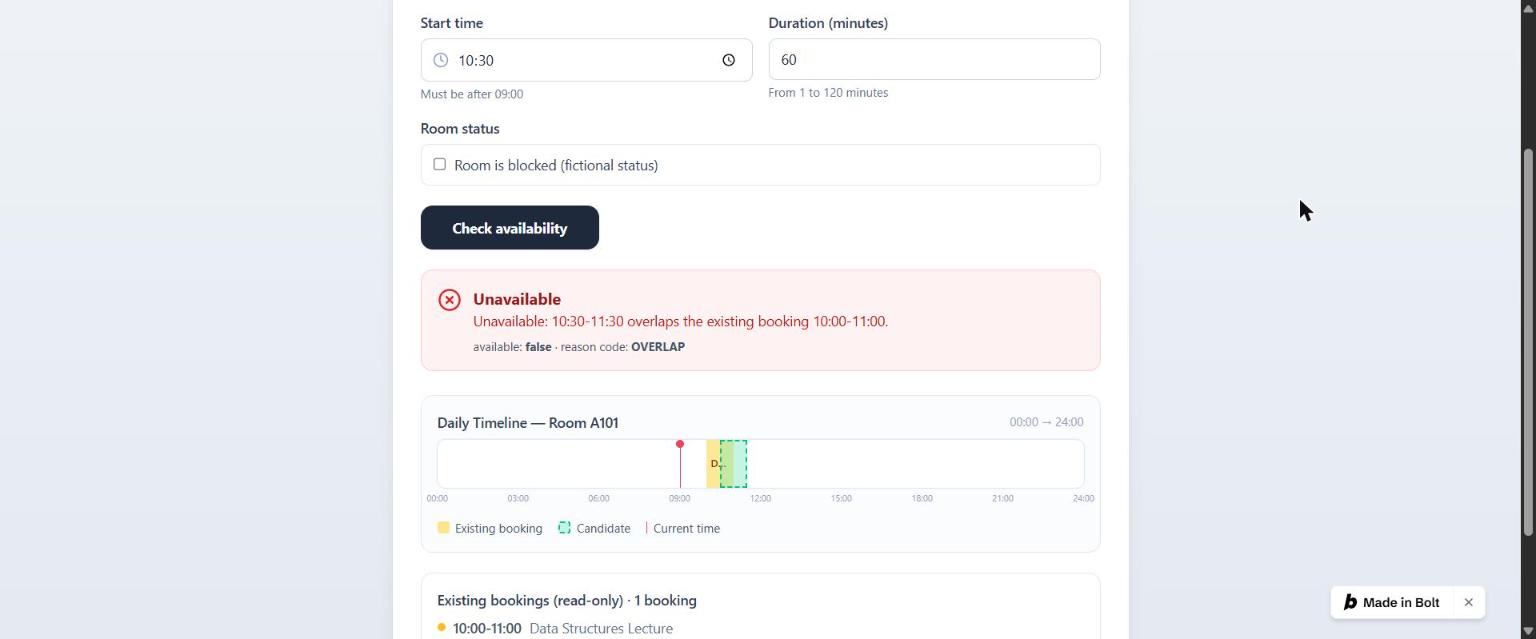 Start time Duration (minutes)
10:30 60
Must be after 09:00 From 1 to 120 minutes
Room status
Room is blocked (fictional status)
Check availability
Unavailable
Unavailable: 10:30-11:30 overlaps the existing booking 10:00-11:00.
available: false · reason code: OVERLAP
Daily Timeline — Room A101 00:00 → 24:00
D...
00:00 03:00 06:00 09:00 12:00 15:00 18:00 21:00 24:00
Existing booking Candidate Current time
Existing bookings (read-only) · 1 booking
10:00-11:00 Data Structures Lecture
b Made in Bolt ×